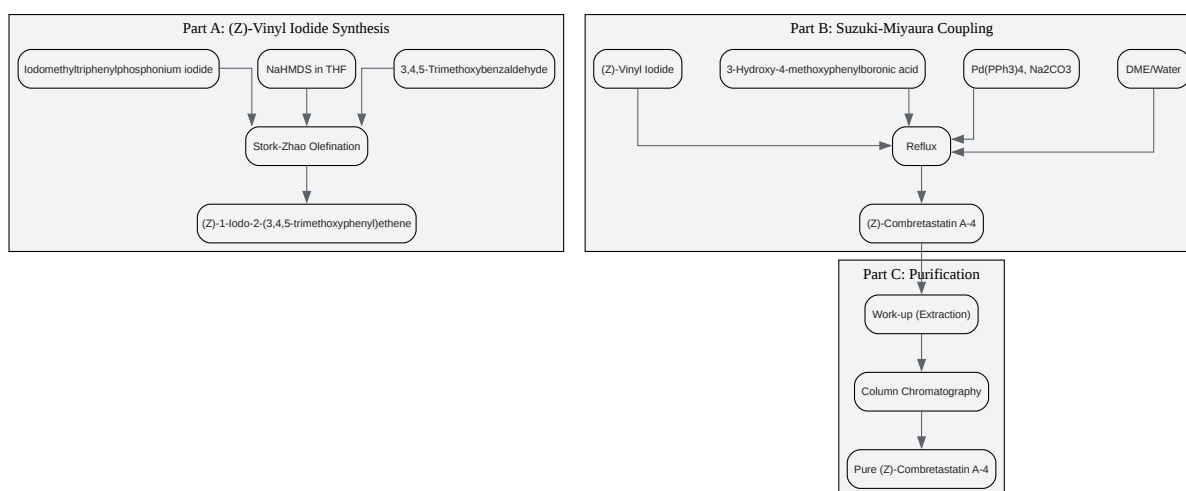 Part A: (Z)-Vinyl Iodide Synthesis
Iodomethyltriphenylphosphonium iodide
NaHMDS in THF
3,4,5-Trimethoxybenzaldehyde
Stork-Zhao Olefination
(Z)-1-Iodo-2-(3,4,5-trimethoxyphenyl)ethene
Part B: Suzuki-Miyaura Coupling
(Z)-Vinyl Iodide
3-Hydroxy-4-methoxyphenylboronic acid
Pd(PPh3)4, Na2CO3
DME/Water
Reflux
(Z)-Combretastatin A-4
Part C: Purification
Work-up (Extraction)
Column Chromatography
Pure (Z)-Combretastatin A-4